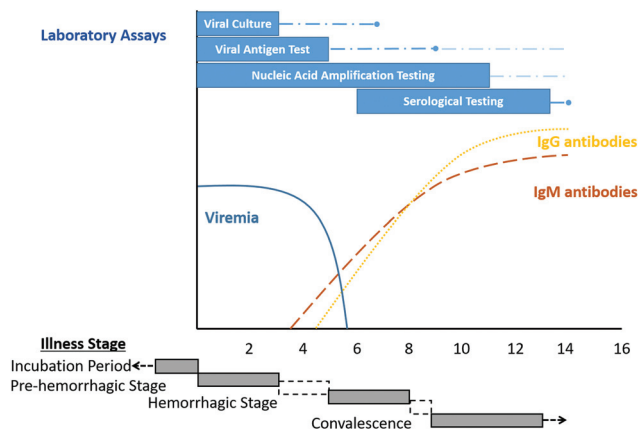 Laboratory Assays
Viral Culture
Viral Antigen Test
Nucleic Acid Amplification Testing
Serological Testing
IgG antibodies
IgM antibodies
Viremia
Illness Stage
2 4 6 8 10 12 14 16
Incubation Period
Pre-hemorrhagic Stage
Hemorrhagic Stage
Convalescence